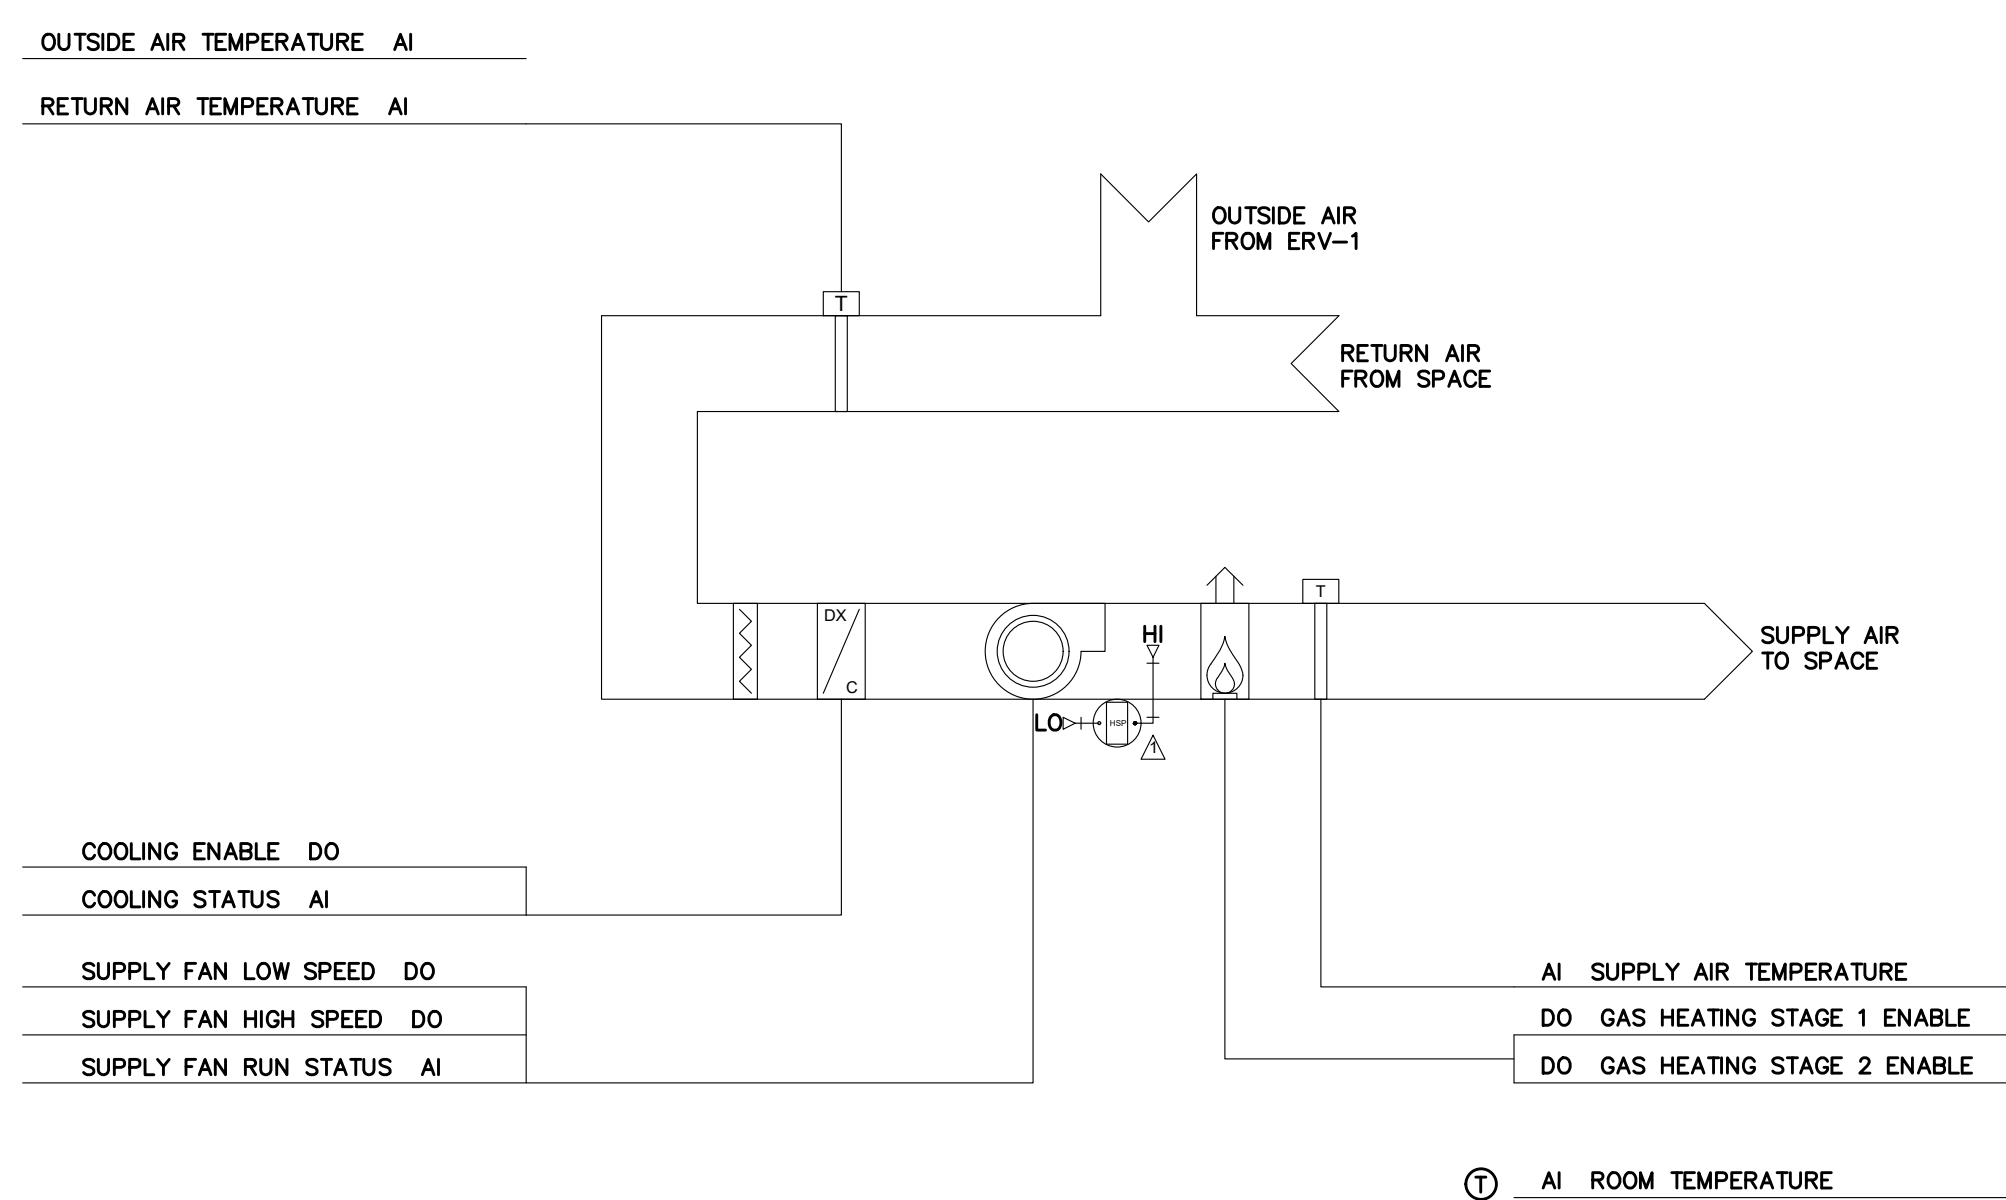 OUTSIDE AIR TEMPERATURE AI
RETURN AIR TEMPERATURE AI
OUTSIDE AIR
FROM ERV-1
T
RETURN AIR
FROM SPACE
T
DX
C
HI
SUPPLY AIR
TO SPACE
LO
HSP
1
COOLING ENABLE DO
COOLING STATUS AI
SUPPLY FAN LOW SPEED DO
SUPPLY FAN HIGH SPEED DO
SUPPLY FAN RUN STATUS AI
AI SUPPLY AIR TEMPERATURE
DO GAS HEATING STAGE 1 ENABLE
DO GAS HEATING STAGE 2 ENABLE
T AI ROOM TEMPERATURE